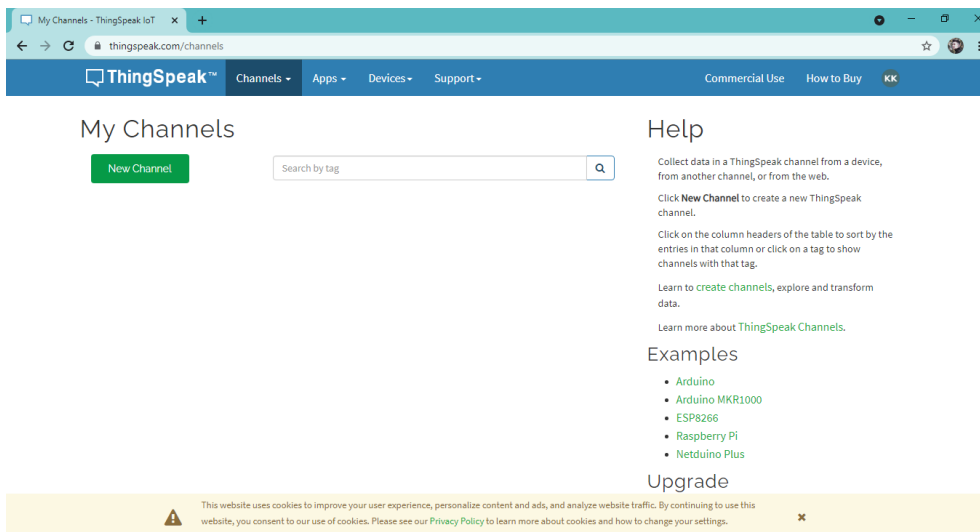 My Channels - ThingSpeak IoT
thingspeak.com/channels
ThingSpeak™
Channels
Apps
Devices
Support
Commercial Use
How to Buy
KK
My Channels
New Channel
Search by tag
Help
Collect data in a ThingSpeak channel from a device,
from another channel, or from the web.
Click New Channel to create a new ThingSpeak
channel.
Click on the column headers of the table to sort by the
entries in that column or click on a tag to show
channels with that tag.
Learn to create channels, explore and transform
data.
Learn more about ThingSpeak Channels.
Examples
Arduino
Arduino MKR1000
ESP8266
Raspberry Pi
Netduino Plus
Upgrade
This website uses cookies to improve your user experience, personalize content and ads, and analyze website traffic. By continuing to use this
website, you consent to our use of cookies. Please see our Privacy Policy to learn more about cookies and how to change your settings.